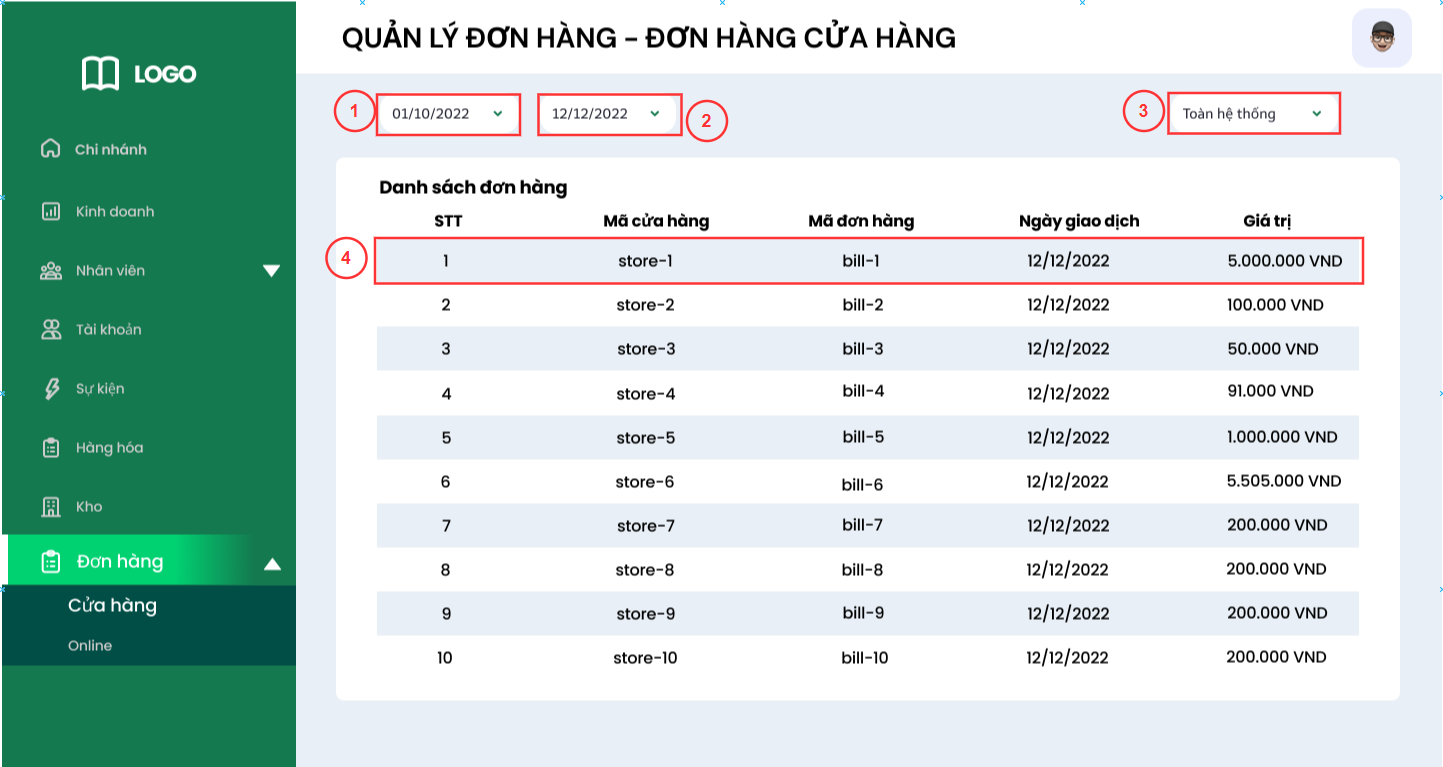 LOGO
Chi nhánh
Kinh doanh
Nhân viên
Tài khoản
Sự kiện
Hàng hóa
Kho
Đơn hàng
Cửa hàng
Online
QUẢN LÝ ĐƠN HÀNG - ĐƠN HÀNG CỬA HÀNG
1 01/10/2022 12/12/2022 2 3 Toàn hệ thống
Danh sách đơn hàng
STT Mã cửa hàng Mã đơn hàng Ngày giao dịch Giá trị
4 1 store-1 bill-1 12/12/2022 5.000.000 VND
2 store-2 bill-2 12/12/2022 100.000 VND
3 store-3 bill-3 12/12/2022 50.000 VND
4 store-4 bill-4 12/12/2022 91.000 VND
5 store-5 bill-5 12/12/2022 1.000.000 VND
6 store-6 bill-6 12/12/2022 5.505.000 VND
7 store-7 bill-7 12/12/2022 200.000 VND
8 store-8 bill-8 12/12/2022 200.000 VND
9 store-9 bill-9 12/12/2022 200.000 VND
10 store-10 bill-10 12/12/2022 200.000 VND